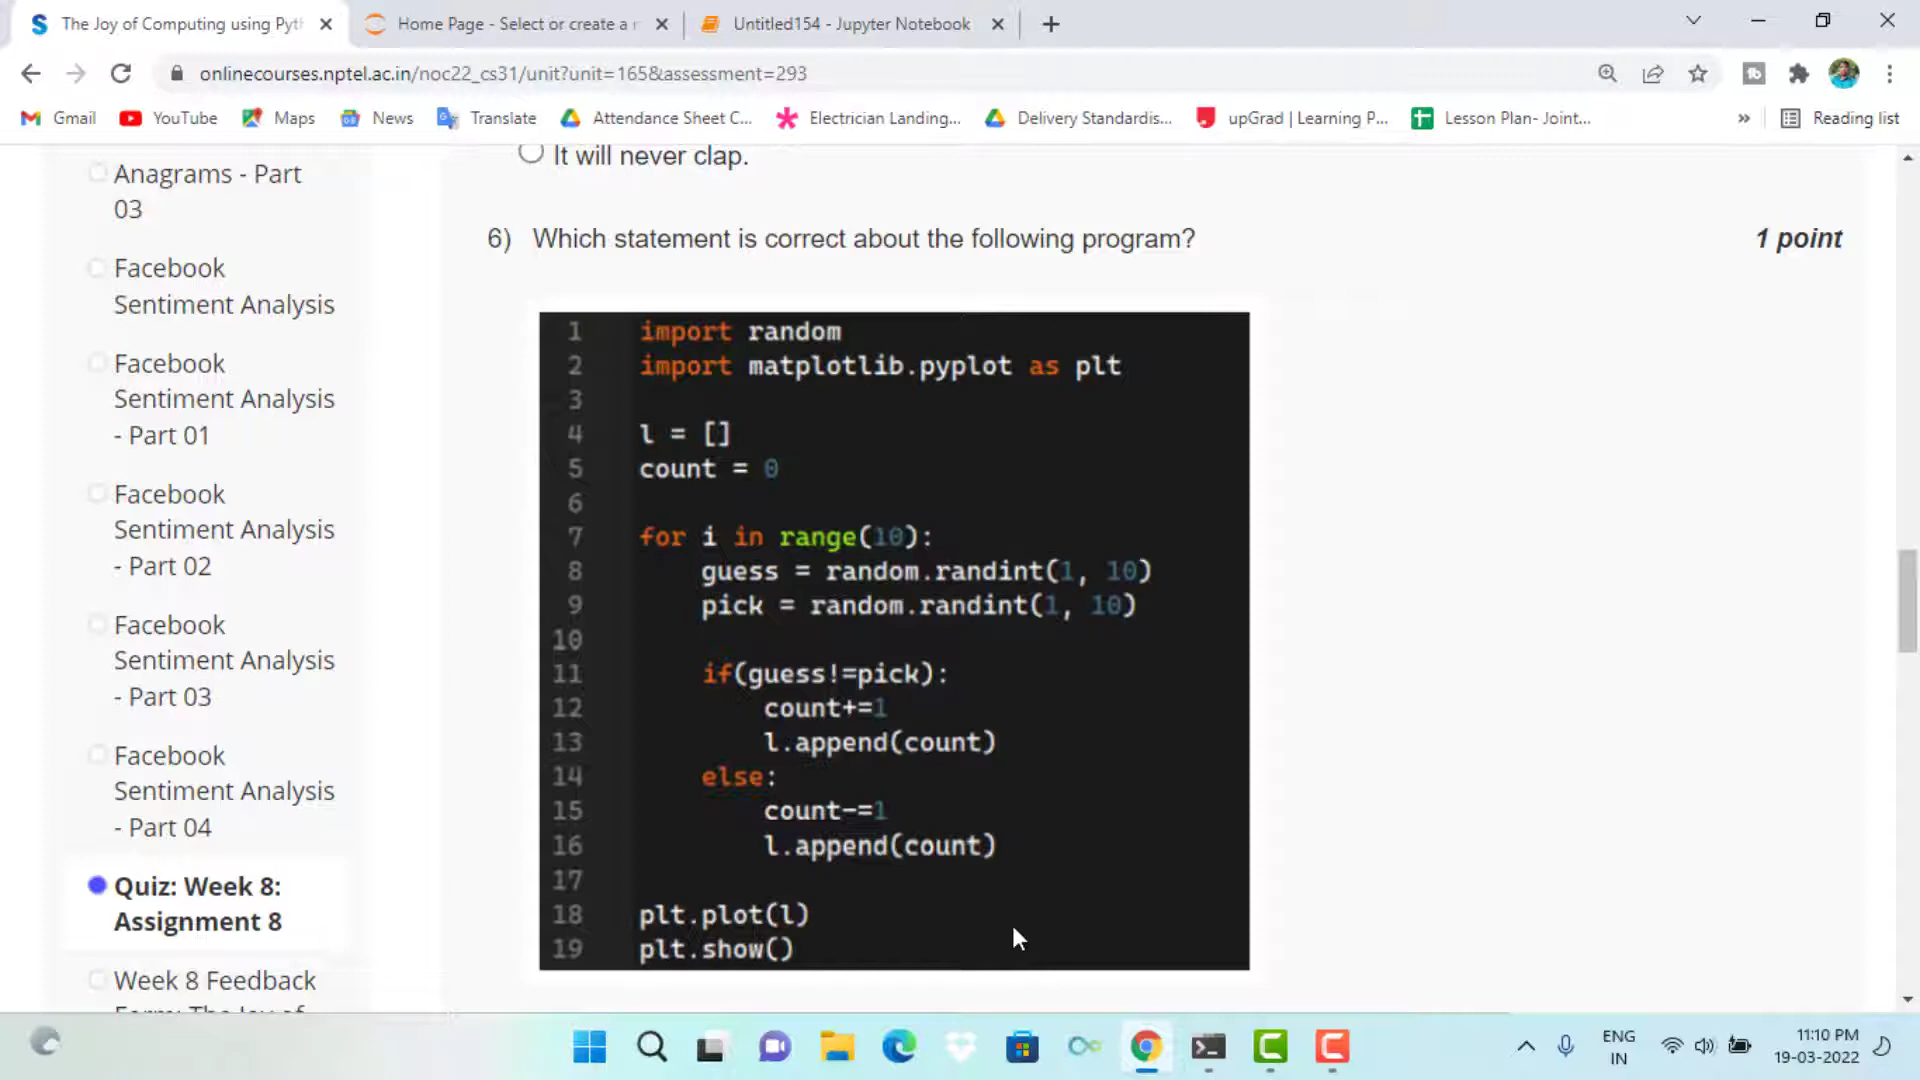 The Joy of Computing using Pyt
Home Page - Select or create a
Untitled154 - Jupyter Notebook
onlinecourses.nptel.ac.in/noc22_cs31/unit?unit=165&assessment=293
Gmail
YouTube
Maps
News
Translate
Attendance Sheet C...
Electrician Landing...
Delivery Standardis...
upGrad | Learning P...
Lesson Plan- Joint...
»
Reading list
Anagrams - Part
03
Facebook
Sentiment Analysis
Facebook
Sentiment Analysis
- Part 01
Facebook
Sentiment Analysis
- Part 02
Facebook
Sentiment Analysis
- Part 03
Facebook
Sentiment Analysis
- Part 04
Quiz: Week 8:
Assignment 8
Week 8 Feedback
Form: The Joy of
It will never clap.
6) Which statement is correct about the following program?
1 point
1 import random
2 import matplotlib.pyplot as plt
3
4 l = []
5 count = 0
6
7 for i in range(10):
8 guess = random.randint(1, 10)
9 pick = random.randint(1, 10)
10
11 if(guess!=pick):
12 count+=1
13 l.append(count)
14 else:
15 count-=1
16 l.append(count)
17
18 plt.plot(l)
19 plt.show()
ENG
IN
11:10 PM
19-03-2022